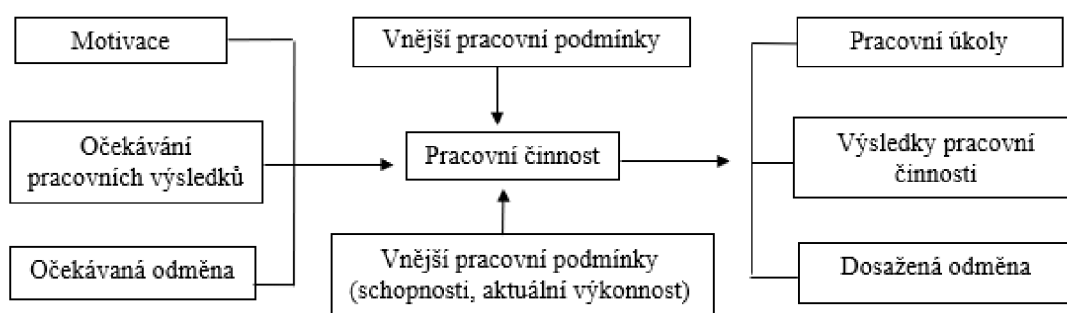 Motivace
Očekávání
pracovních výsledků
Očekávaná odměna
Vnější pracovní podmínky
Pracovní činnost
Vnější pracovní podmínky
(schopnosti, aktuální výkonnost)
Pracovní úkoly
Výsledky pracovní
činnosti
Dosažená odměna